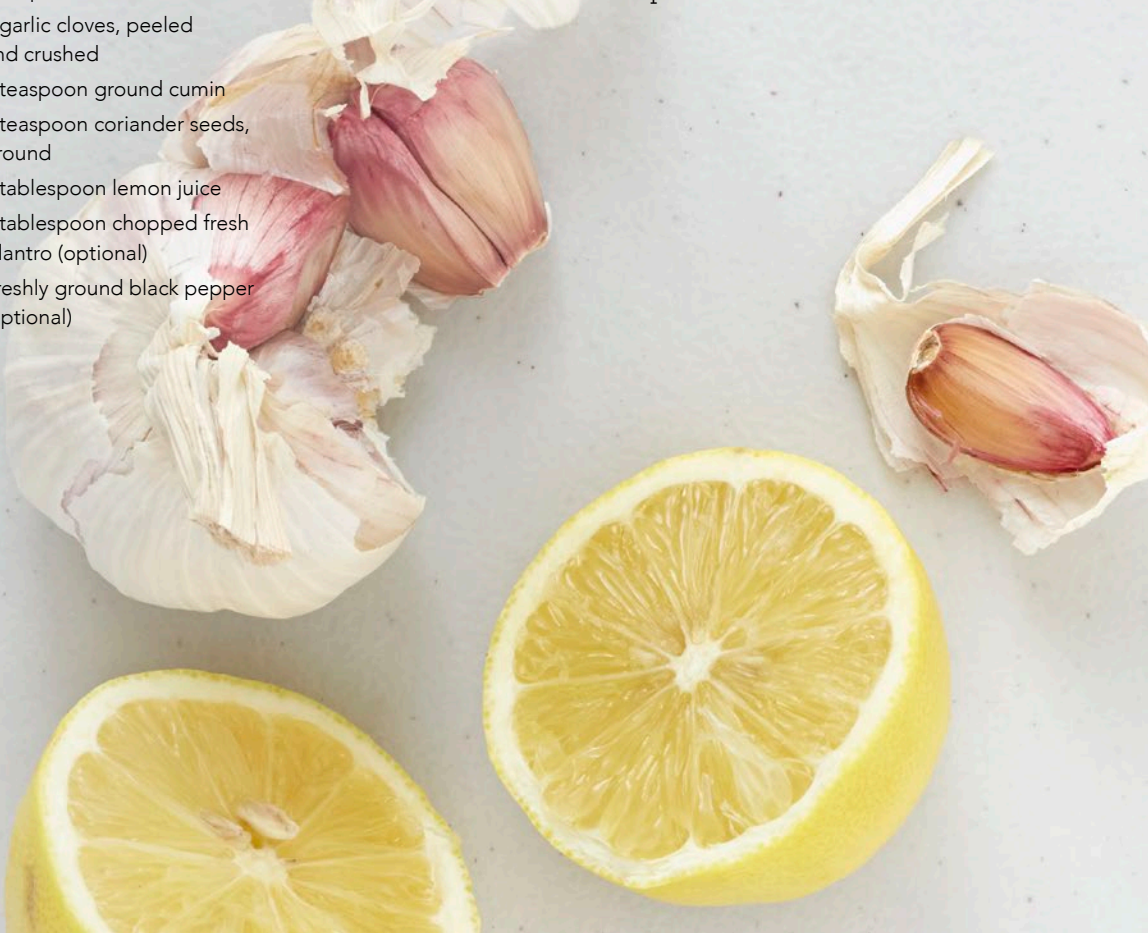 garlic cloves, peeled
nd crushed
teaspoon ground cumin
teaspoon coriander seeds,
round
tablespoon lemon juice
tablespoon chopped fresh
lantro (optional)
reshly ground black pepper
ptional)